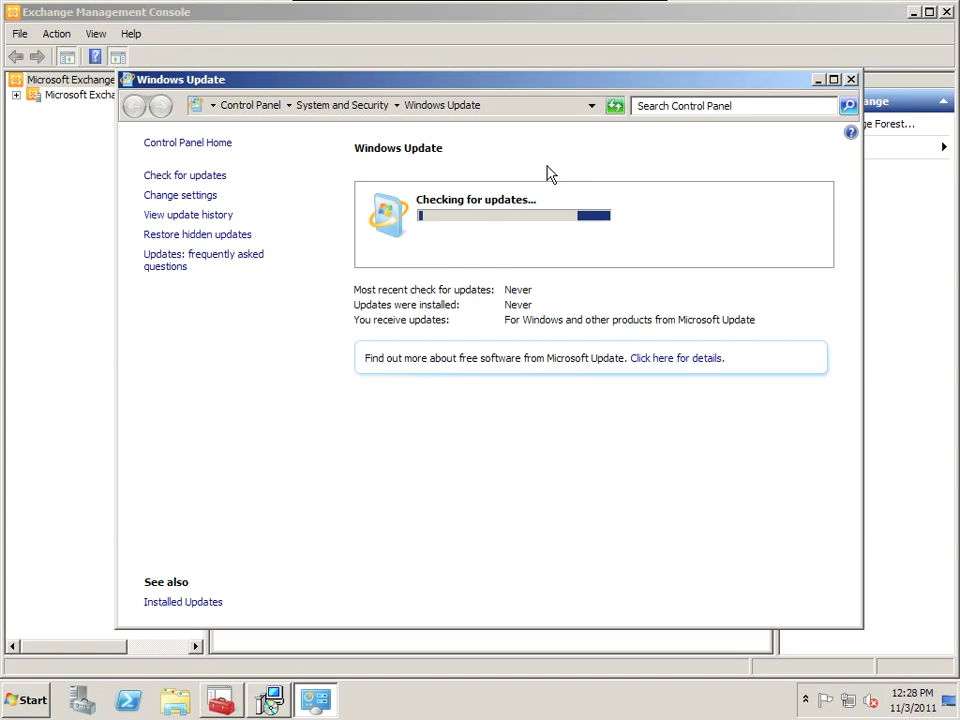 Exchange Management Console
File Action View Help
Microsoft Exchange
Microsoft Excha
Windows Update
Control Panel System and Security Windows Update
Search Control Panel
Control Panel Home
Check for updates
Change settings
View update history
Restore hidden updates
Updates: frequently asked
questions
See also
Installed Updates
Windows Update
Checking for updates...
Most recent check for updates: Never
Updates were installed: Never
You receive updates: For Windows and other products from Microsoft Update
Find out more about free software from Microsoft Update. Click here for details.
ange
ge Forest...
Start
12:28 PM
11/3/2011